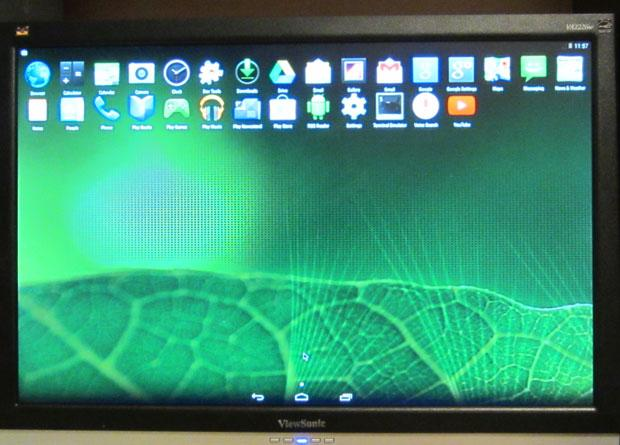 VA2226w
11:57
Browser Calculator Calendar Camera Clock Dev Tools Downloads Drive Email Gallery Gmail Google Google Settings Maps Messaging News & Weather
People Phone Play Books Play Games Play Music Play Newsstand Play Store RSS Reader Settings Terminal Emulator Voice Search YouTube
ViewSonic